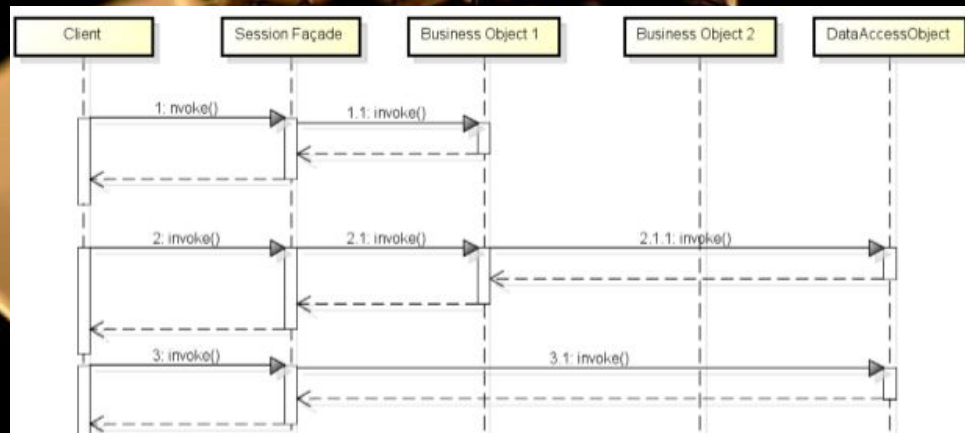 Client
Session Façade
Business Object 1
Business Object 2
DataAccessObject
1: nvoke()
1.1: invoke()
2: invoke()
2.1: invoke()
2.1.1: invoke()
3: invoke()
3.1: invoke()